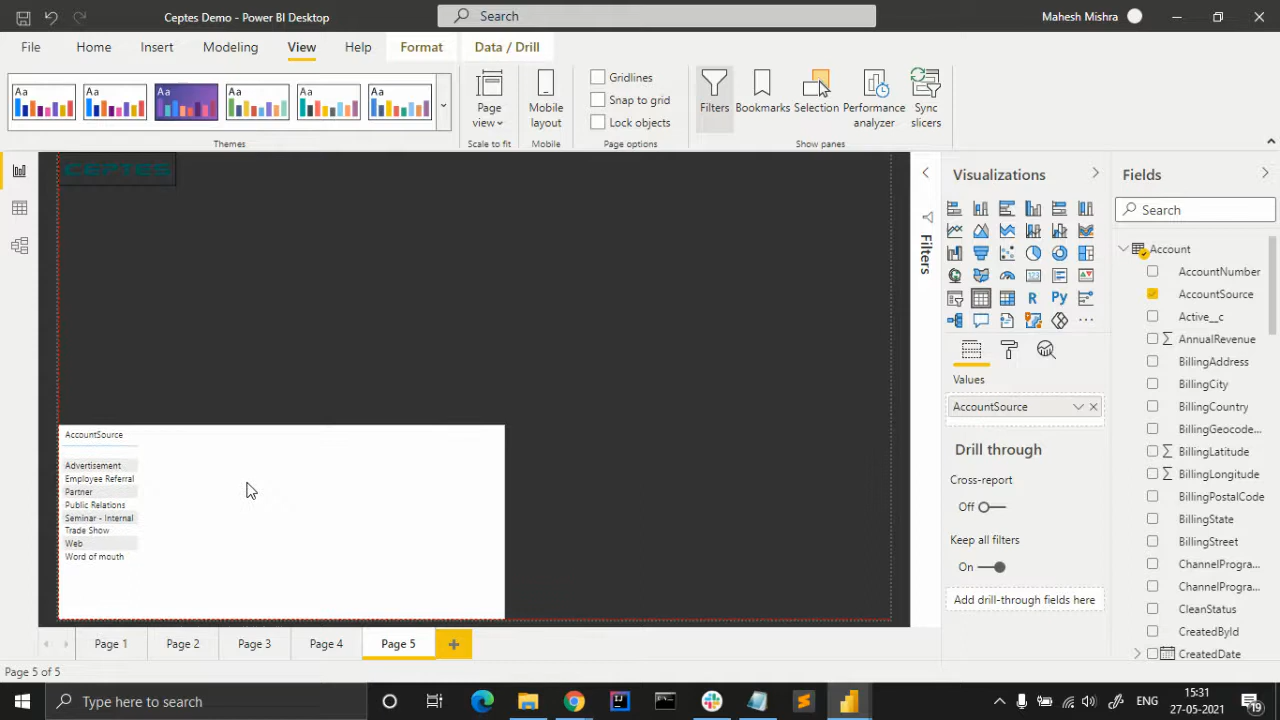 Ceptes Demo - Power BI Desktop
Search
Mahesh Mishra
File
Home
Insert
Modeling
View
Help
Format
Data / Drill
Aa
Aa
Aa
Aa
Aa
Aa
Themes
Page
view
Scale to fit
Mobile
layout
Mobile
Gridlines
Snap to grid
Lock objects
Page options
Filters
Bookmarks
Selection
Performance
analyzer
Sync
slicers
Show panes
CEPTES
AccountSource
Advertisement
Employee Referral
Partner
Public Relations
Seminar - Internal
Trade Show
Web
Word of mouth
Filters
Visualizations
R
Py
Values
AccountSource
Drill through
Cross-report
Off
Keep all filters
On
Add drill-through fields here
Fields
Search
Account
AccountNumber
AccountSource
Active__c
AnnualRevenue
BillingAddress
BillingCity
BillingCountry
BillingGeocode...
BillingLatitude
BillingLongitude
BillingPostalCode
BillingState
BillingStreet
ChannelProgra...
ChannelProgra...
CleanStatus
CreatedById
CreatedDate
Page 1
Page 2
Page 3
Page 4
Page 5
Page 5 of 5
Type here to search
ENG
15:31
27-05-2021
19